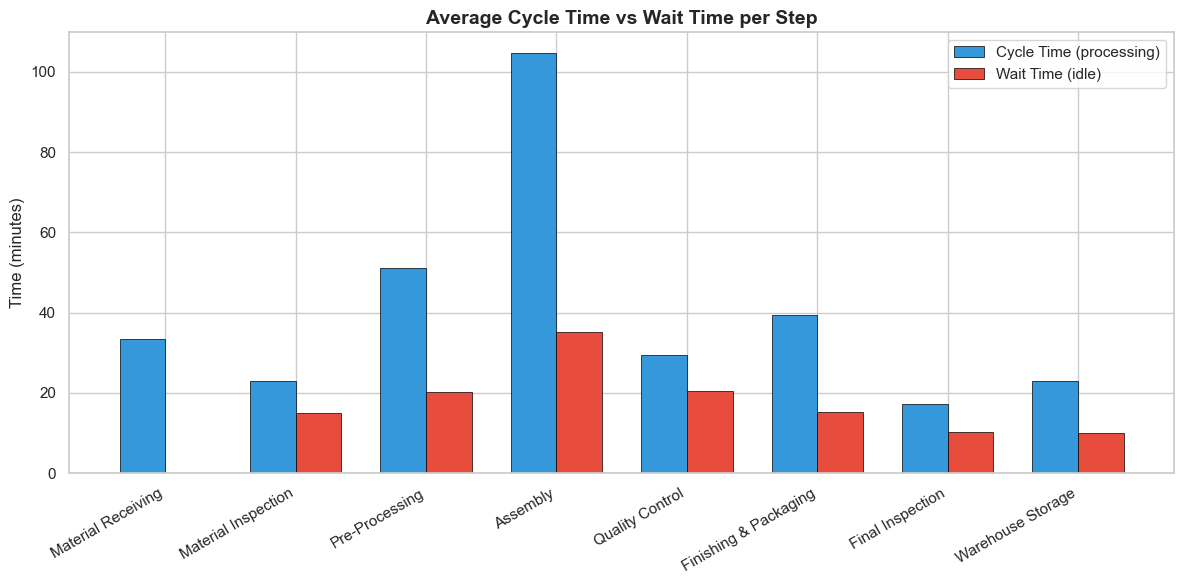 Average Cycle Time vs Wait Time per Step
Cycle Time (processing)
Wait Time (idle)
Time (minutes)
100
80
60
40
20
0
Material Receiving
Material Inspection
Pre-Processing
Assembly
Quality Control
Finishing & Packaging
Final Inspection
Warehouse Storage